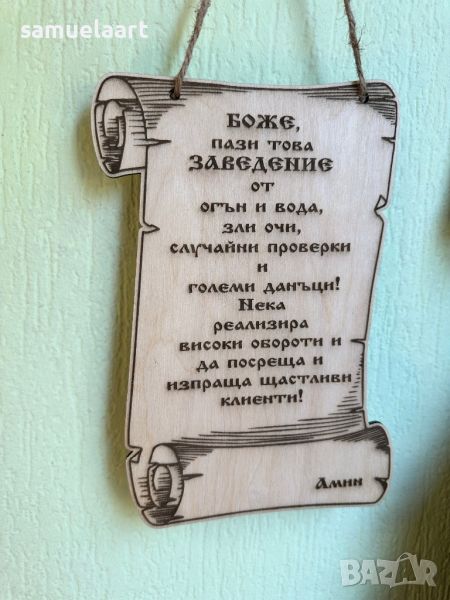 samuelaart
БОЖЕ,
ПАЗИ ТОВА
ЗАВЕДЕНИЕ
ОТ
ОГЪН И ВОДА,
ЗЛИ ОЧИ,
СЛУЧАЙНИ ПРОВЕРКИ
И
ГОЛЕМИ ДАНЪЦИ!
НЕКА
РЕАЛИЗИРА
ВИСОКИ ОБОРОТИ И
ДА ПОСРЕЩА И
ИЗПРАЩА ЩАСТЛИВИ
КЛИЕНТИ!
АМИН
BAZAR